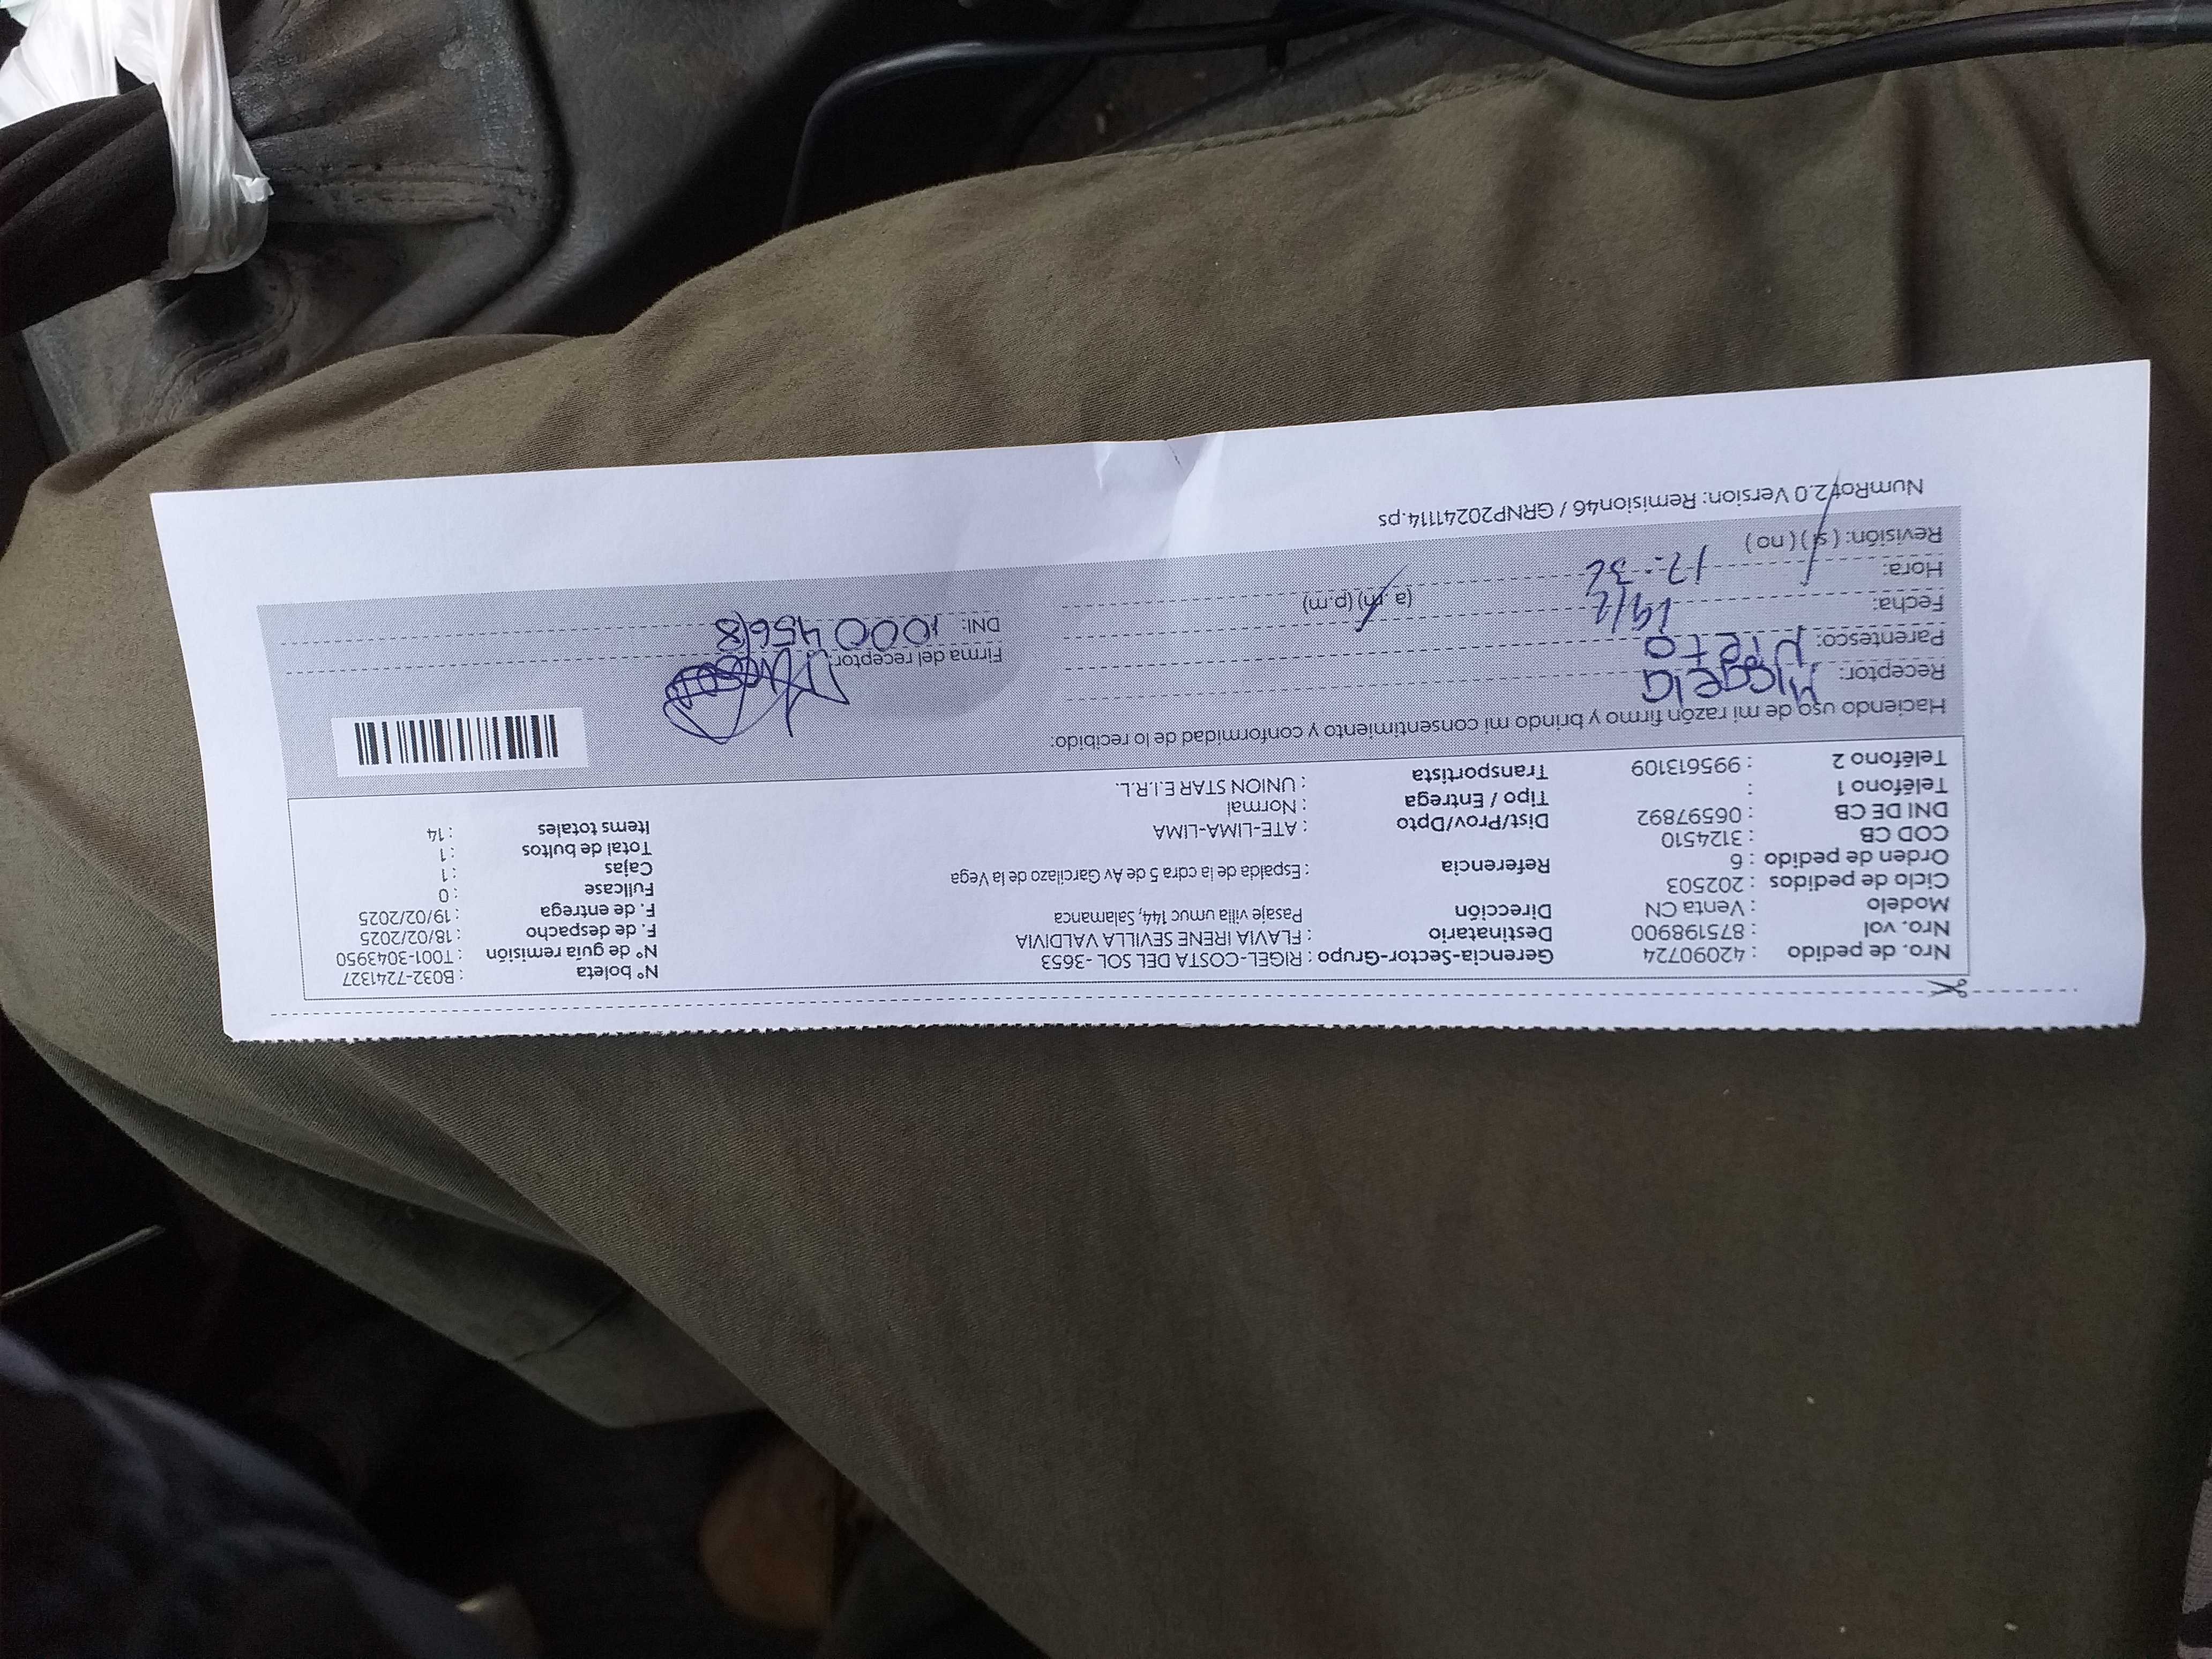 Nro. de pedido : 42090724 Gerencia-Sector-Grupo : RIGEL-COSTA DEL SOL -3653 N° boleta : B032-7241327
Nro. vol : 875198900 Destinatario : FLAVIA IRENE SEVILLA VALDIVIA N° de guía remisión : T001-3043950
Modelo : Venta CN Dirección Pasaje villa umuc 144, Salamanca F. de despacho : 18/02/2025
Ciclo de pedidos : 202503 F. de entrega : 19/02/2025
Orden de pedido : 6 Referencia : Espalda de la cdra 5 de Av Garcilazo de la Vega Fullcase : 0
COD CB : 3124510 Cajas : 1
DNI DE CB : 06597892 Dist/Prov/Dpto : ATE-LIMA-LIMA Total de bultos : 1
Teléfono 1 : Tipo / Entrega : Normal Items totales : 14
Teléfono 2 : 995613109 Transportista : UNION STAR E.I.R.L.
Haciendo uso de mi razón firmo y brindo mi consentimiento y conformidad de lo recibido:
Receptor: Micaela
Parentesco: Nieto Firma del receptor
Fecha: 19/2 DNI: 10004568
Hora: 17:32 (a.m) (p.m)
Revisión: ( si ) ( no )
NumRot2.0 Version: Remision46 / GRNP20241114.ps